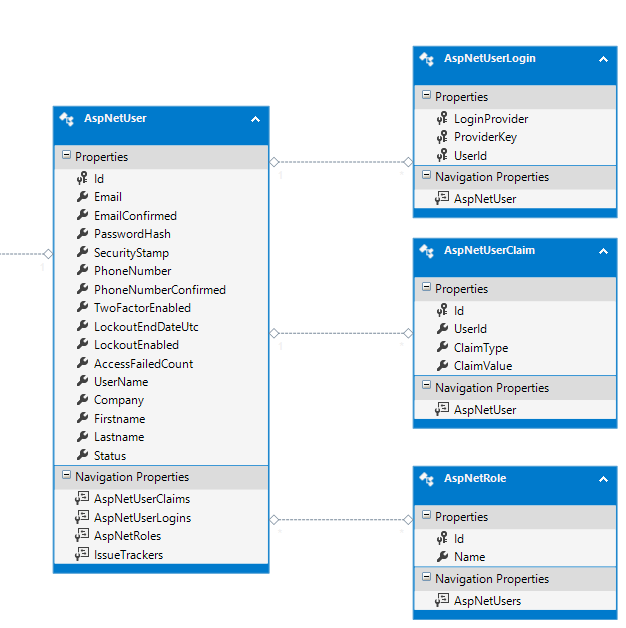 AspNetUser
Properties
Id
Email
EmailConfirmed
PasswordHash
SecurityStamp
PhoneNumber
PhoneNumberConfirmed
TwoFactorEnabled
LockoutEndDateUtc
LockoutEnabled
AccessFailedCount
UserName
Company
Firstname
Lastname
Status
Navigation Properties
AspNetUserClaims
AspNetUserLogins
AspNetRoles
IssueTrackers
AspNetUserLogin
Properties
LoginProvider
ProviderKey
UserId
Navigation Properties
AspNetUser
AspNetUserClaim
Properties
Id
UserId
ClaimType
ClaimValue
Navigation Properties
AspNetUser
AspNetRole
Properties
Id
Name
Navigation Properties
AspNetUsers